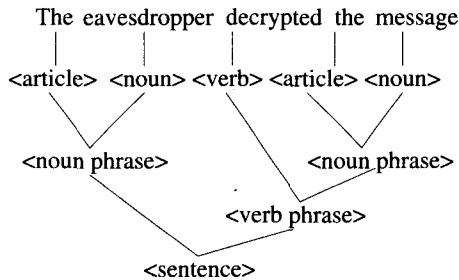 The eavesdropper decrypted the message
<article> <noun> <verb> <article> <noun>
<noun phrase> <noun phrase>
<verb phrase>
<sentence>